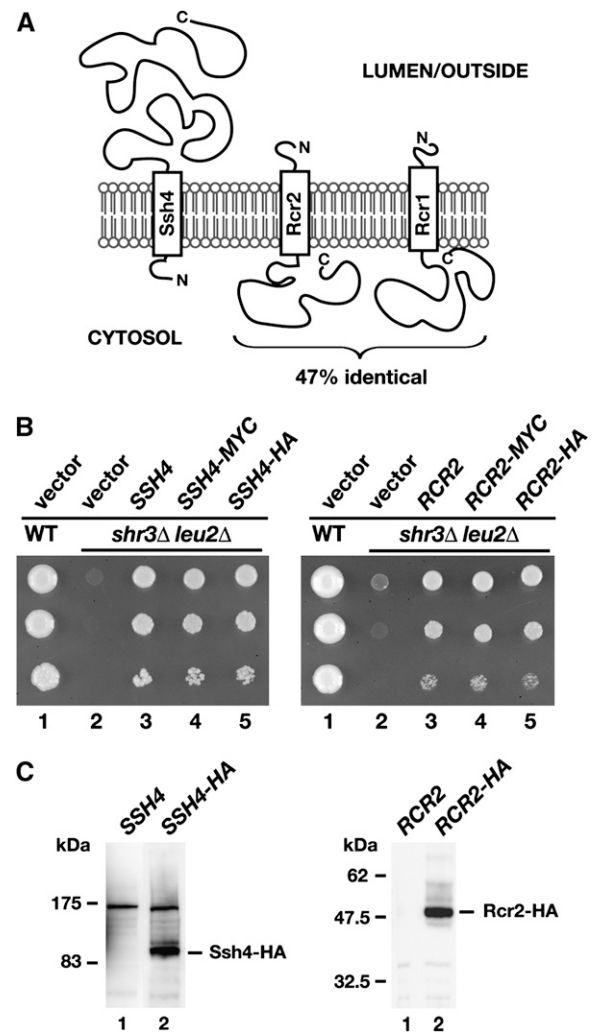 A
C
LUMEN/OUTSIDE
N
N
Ssh4
Rcr2
Rcr1
N
C
C
CYTOSOL
47% identical
B
vector
vector
SSH4
SSH4-MYC
SSH4-HA
WT
shr3Δ leu2Δ
1 2 3 4 5
vector
vector
RCR2
RCR2-MYC
RCR2-HA
WT
shr3Δ leu2Δ
1 2 3 4 5
C
SSH4
SSH4-HA
kDa
175
83
Ssh4-HA
1 2
RCR2
RCR2-HA
kDa
62
47.5
32.5
Rcr2-HA
1 2